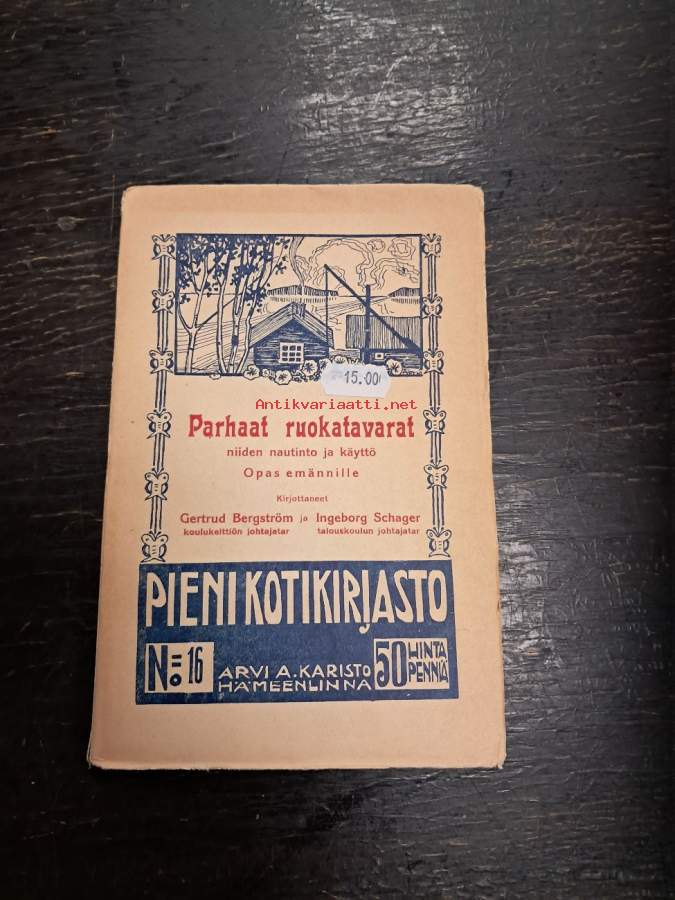 15.00
Antikvariaatti.net
Parhaat ruokatavarat
niiden nautinto ja käyttö
Opas emännille
Kirjottaneet
Gertrud Bergström ja Ingeborg Schager
koulukeittiön johtajatar talouskoulun johtajatar
PIENI KOTIKIRJASTO
No 16 ARVI A. KARISTO HÄMEENLINNA 50 HINTA PENNIÄ